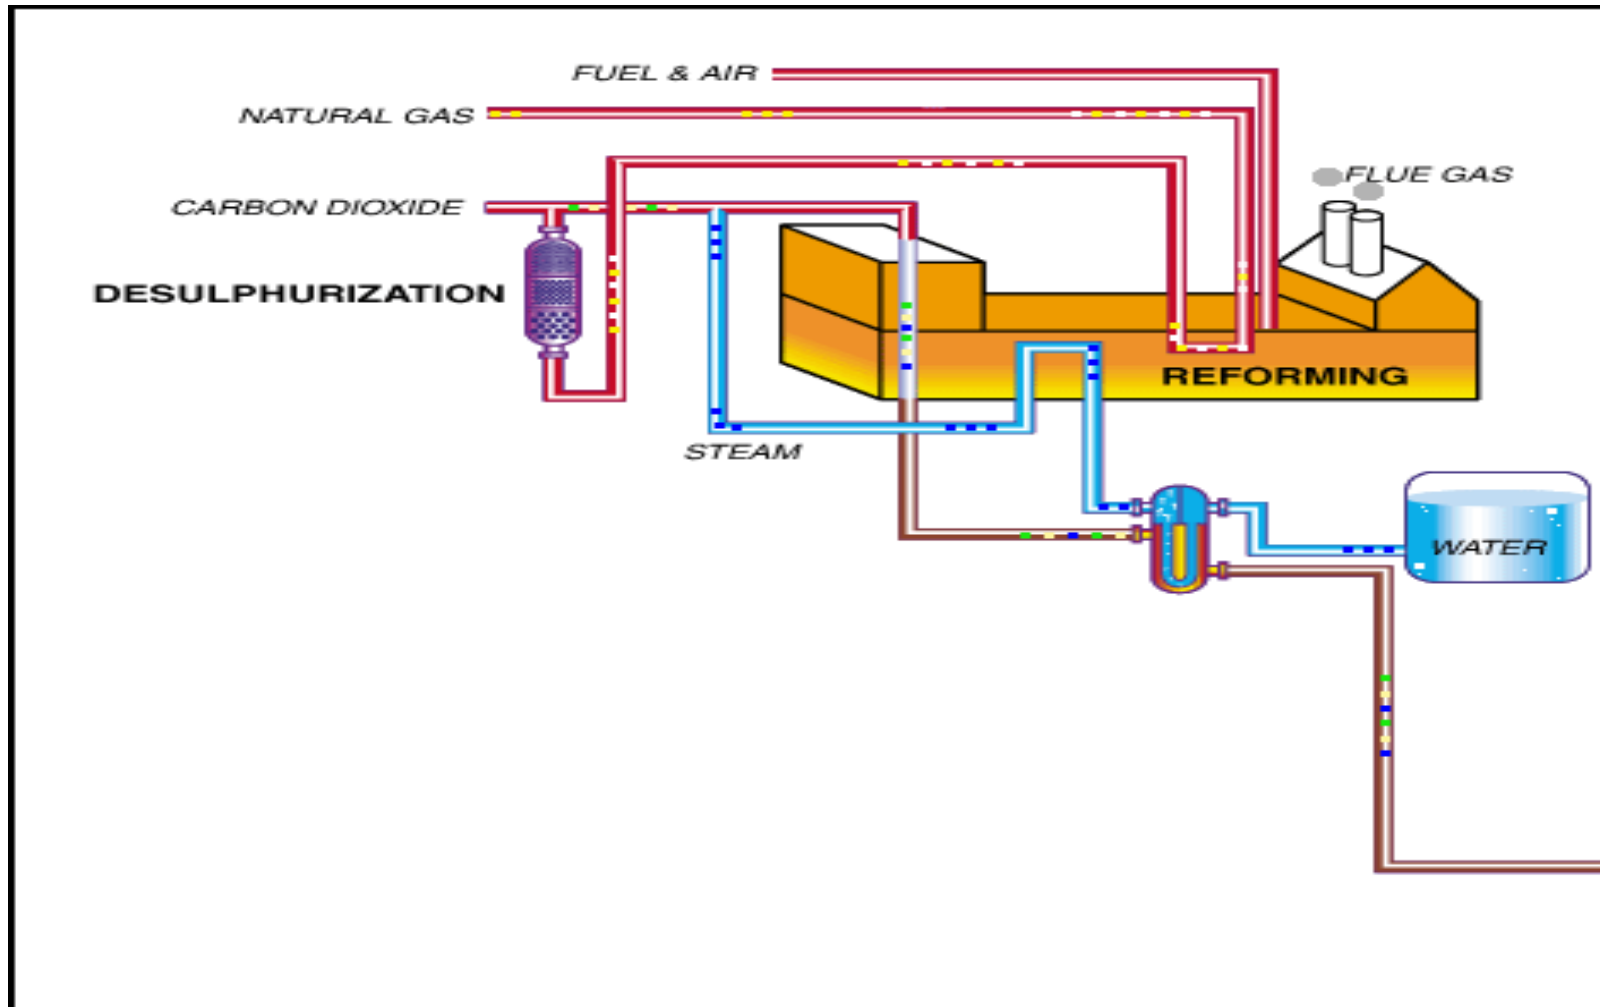 FUEL & AIR
NATURAL GAS
FLUE GAS
CARBON DIOXIDE
DESULPHURIZATION
REFORMING
STEAM
WATER